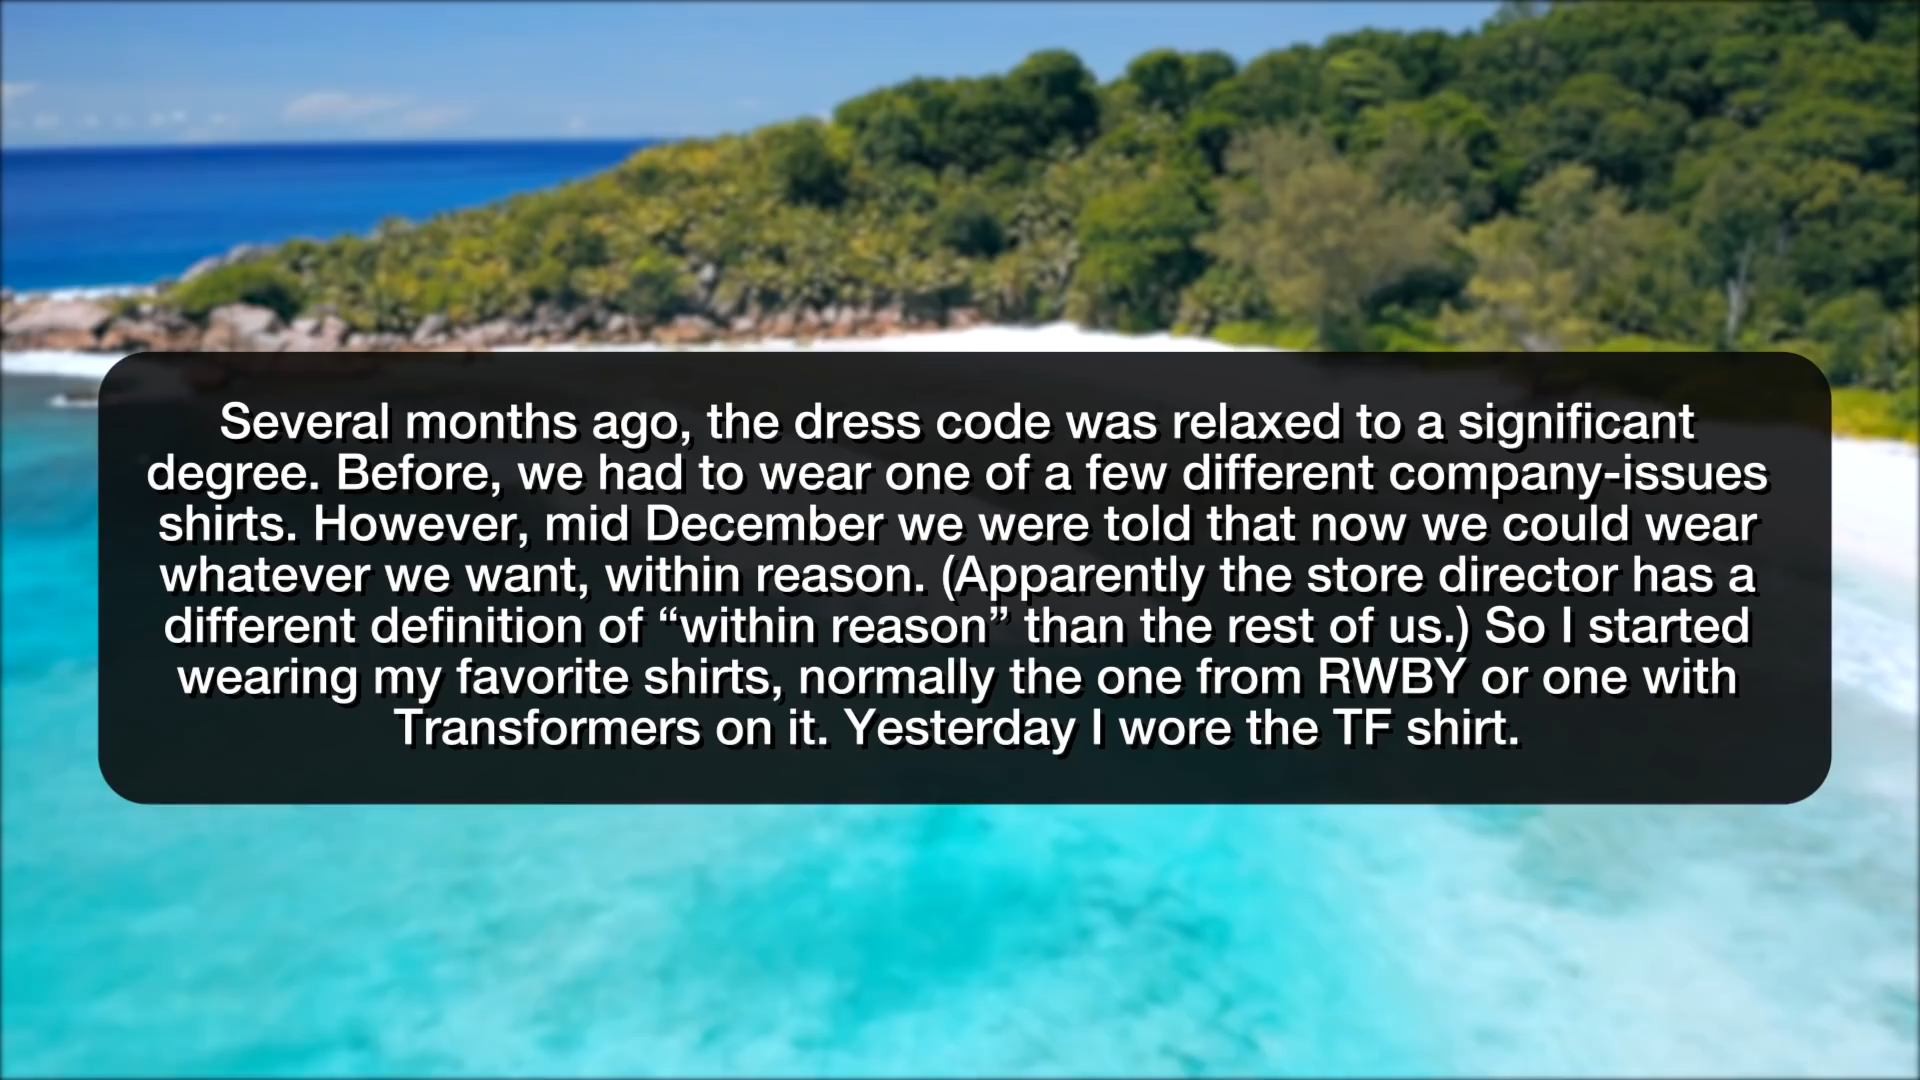 Several months ago, the dress code was relaxed to a significant
degree. Before, we had to wear one of a few different company-issues
shirts. However, mid December we were told that now we could wear
whatever we want, within reason. (Apparently the store director has a
different definition of “within reason” than the rest of us.) So I started
wearing my favorite shirts, normally the one from RWBY or one with
Transformers on it. Yesterday I wore the TF shirt.